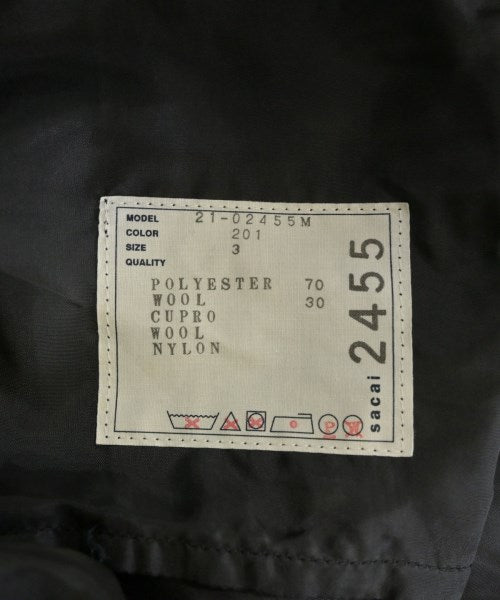 MODEL 21-02455M
COLOR 201
SIZE 3
QUALITY
POLYESTER 70
WOOL 30
CUPRO
WOOL
NYLON
P W
sacai 2455